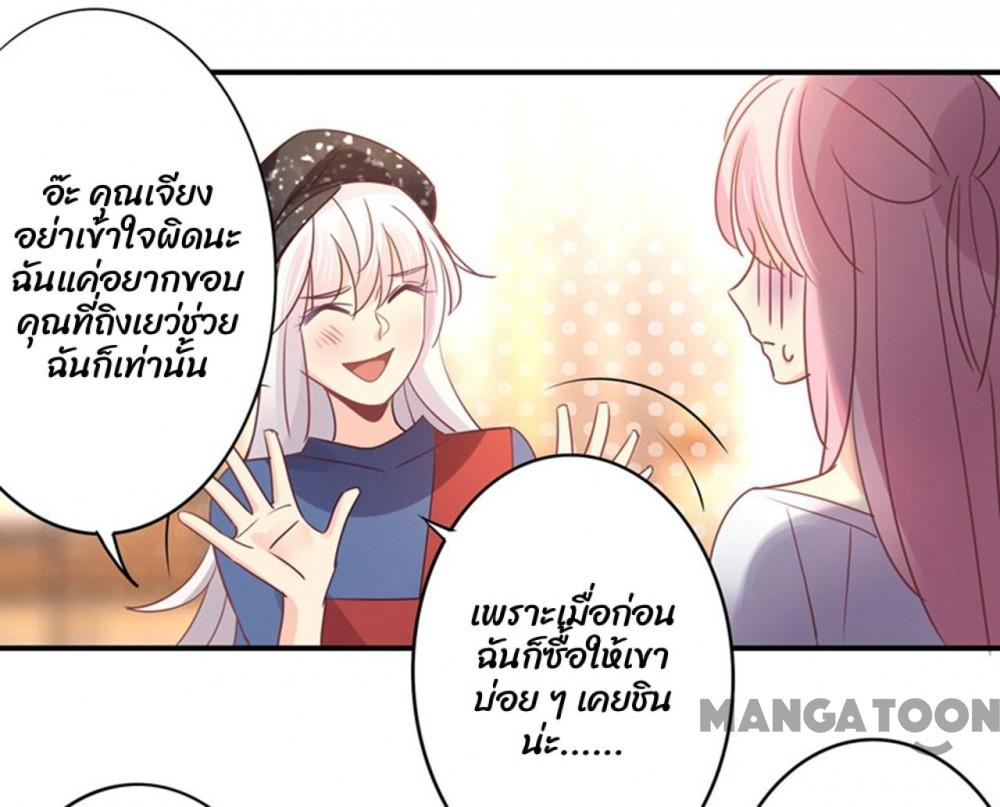 อ๊ะ คุณเจียง
อย่าเข้าใจผิดนะ
ฉันแค่อยากขอบ
คุณที่ถิงเยว่ช่วย
ฉันก็เท่านั้น
เพราะเมื่อก่อน
ฉันก็ซื้อให้เขา
บ่อย ๆ เคยชิน
น่ะ......
MANGATOON